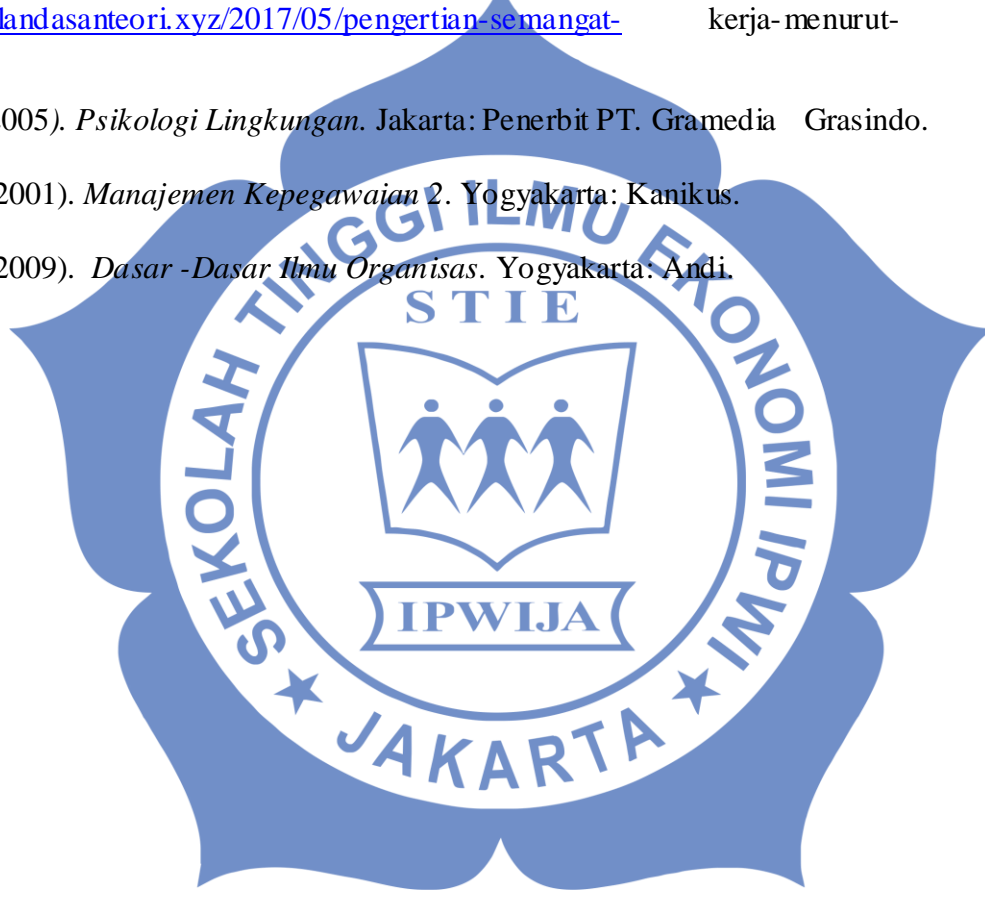 landasanteori.xyz/2017/05/pengertian-semangat- kerja-menurut-
2005). Psikologi Lingkungan. Jakarta: Penerbit PT. Gramedia Grasindo.
2001). Manajemen Kepegawaian 2. Yogyakarta: Kanikus.
2009). Dasar -Dasar Ilmu Organisas. Yogyakarta: Andi.
SEKOLAH TINGGI ILMU EKONOMI IPWI
STIE
IPWIJA
JAKARTA